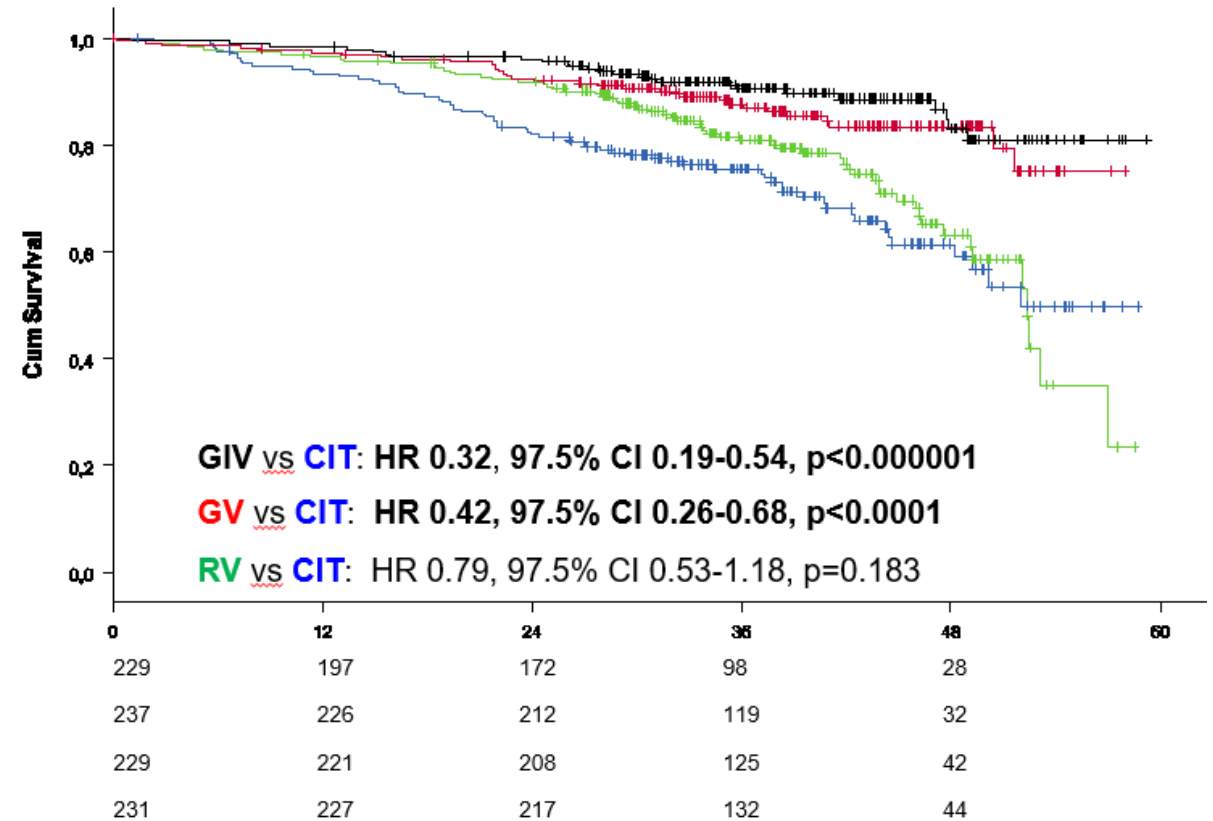 1,0
0,8
0,6
0,4
0,2
0,0
Cum Survival
GIV vs CIT: HR 0.32, 97.5% CI 0.19-0.54, p<0.000001
GV vs CIT: HR 0.42, 97.5% CI 0.26-0.68, p<0.0001
RV vs CIT: HR 0.79, 97.5% CI 0.53-1.18, p=0.183
0 12 24 36 48 60
229 197 172 98 28
237 226 212 119 32
229 221 208 125 42
231 227 217 132 44